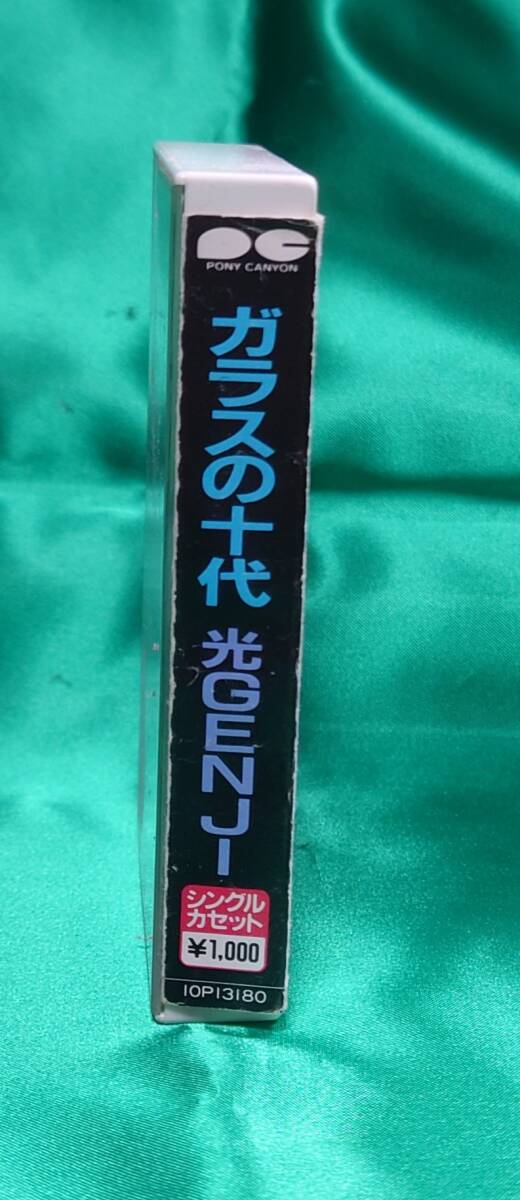 PC
PONY CANYON
ガラスの十代
光GENJI
シングル
カセット
¥1,000
10P13180